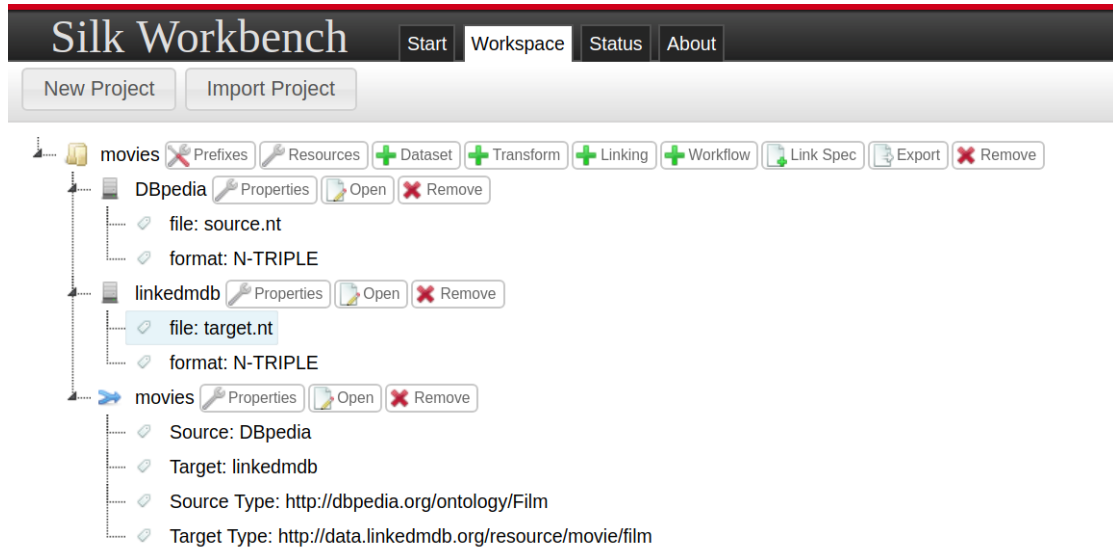 Silk Workbench Start Workspace Status About
New Project Import Project
movies Prefixes Resources Dataset Transform Linking Workflow Link Spec Export Remove
DBpedia Properties Open Remove
file: source.nt
format: N-TRIPLE
linkedmdb Properties Open Remove
file: target.nt
format: N-TRIPLE
movies Properties Open Remove
Source: DBpedia
Target: linkedmdb
Source Type: http://dbpedia.org/ontology/Film
Target Type: http://data.linkedmdb.org/resource/movie/film